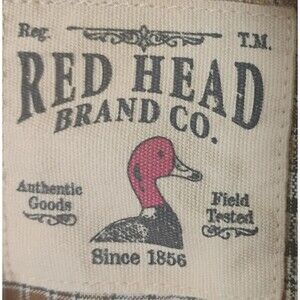 Reg. T.M.
RED HEAD
BRAND CO.
Authentic
Goods
Field
Tested
Since 1856